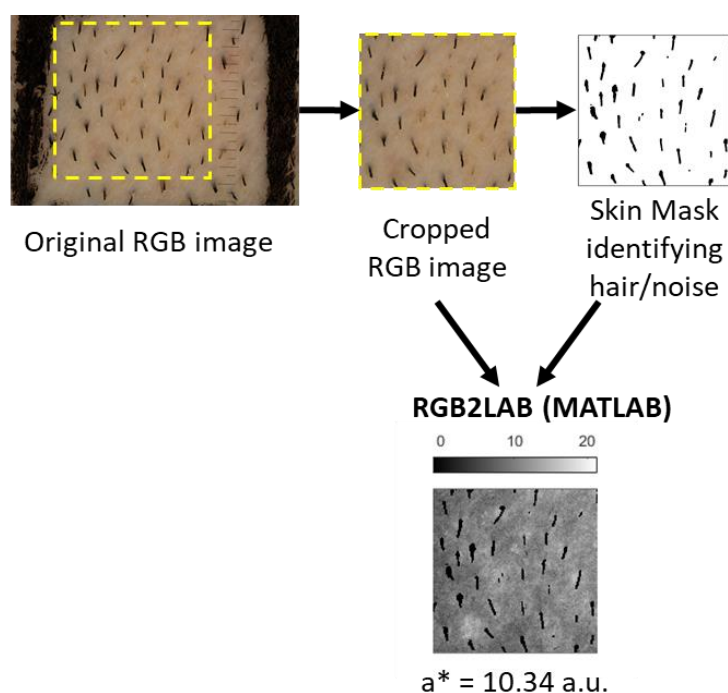 Original RGB image
Cropped
RGB image
Skin Mask
identifying
hair/noise
RGB2LAB (MATLAB)
0 10 20
a* = 10.34 a.u.